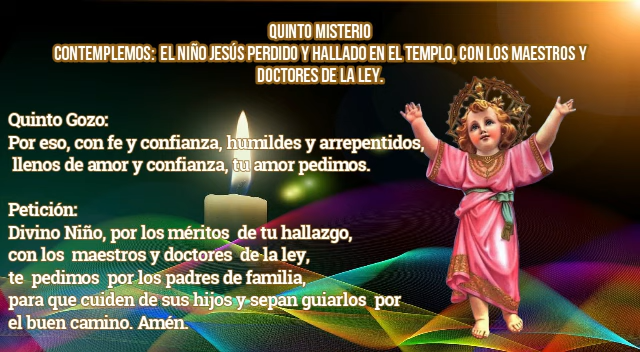 QUINTO MISTERIO
CONTEMPLEMOS: EL NIÑO JESÚS PERDIDO Y HALLADO EN EL TEMPLO, CON LOS MAESTROS Y
DOCTORES DE LA LEY.
Quinto Gozo:
Por eso, con fe y confianza, humildes y arrepentidos,
llenos de amor y confianza, tu amor pedimos.
Petición:
Divino Niño, por los méritos de tu hallazgo,
con los maestros y doctores de la ley,
te pedimos por los padres de familia,
para que cuiden de sus hijos y sepan guiarlos por
el buen camino. Amén.